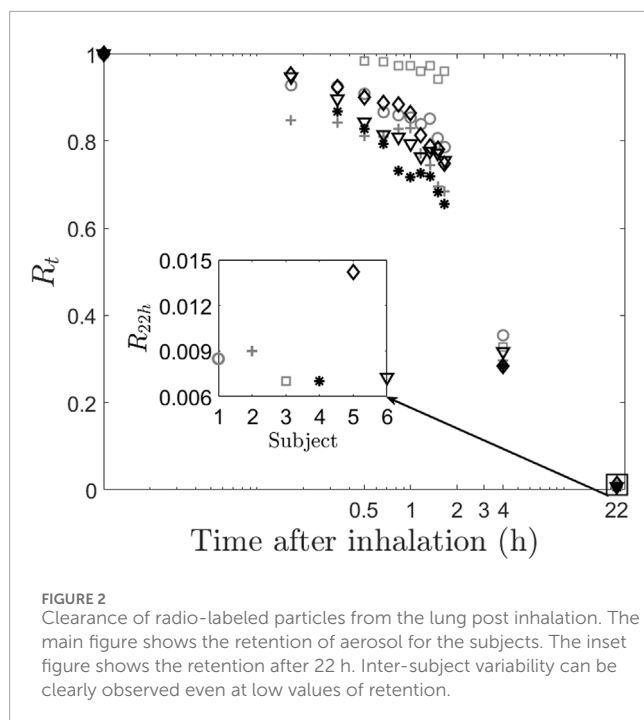 1
0.8
0.6
0.4
0.2
0
R_t
0.015
0.012
0.009
0.006
R_22h
1 2 3 4 5 6
Subject
0.5 1 2 3 4 22
Time after inhalation (h)
FIGURE 2
Clearance of radio-labeled particles from the lung post inhalation. The
main figure shows the retention of aerosol for the subjects. The inset
figure shows the retention after 22 h. Inter-subject variability can be
clearly observed even at low values of retention.